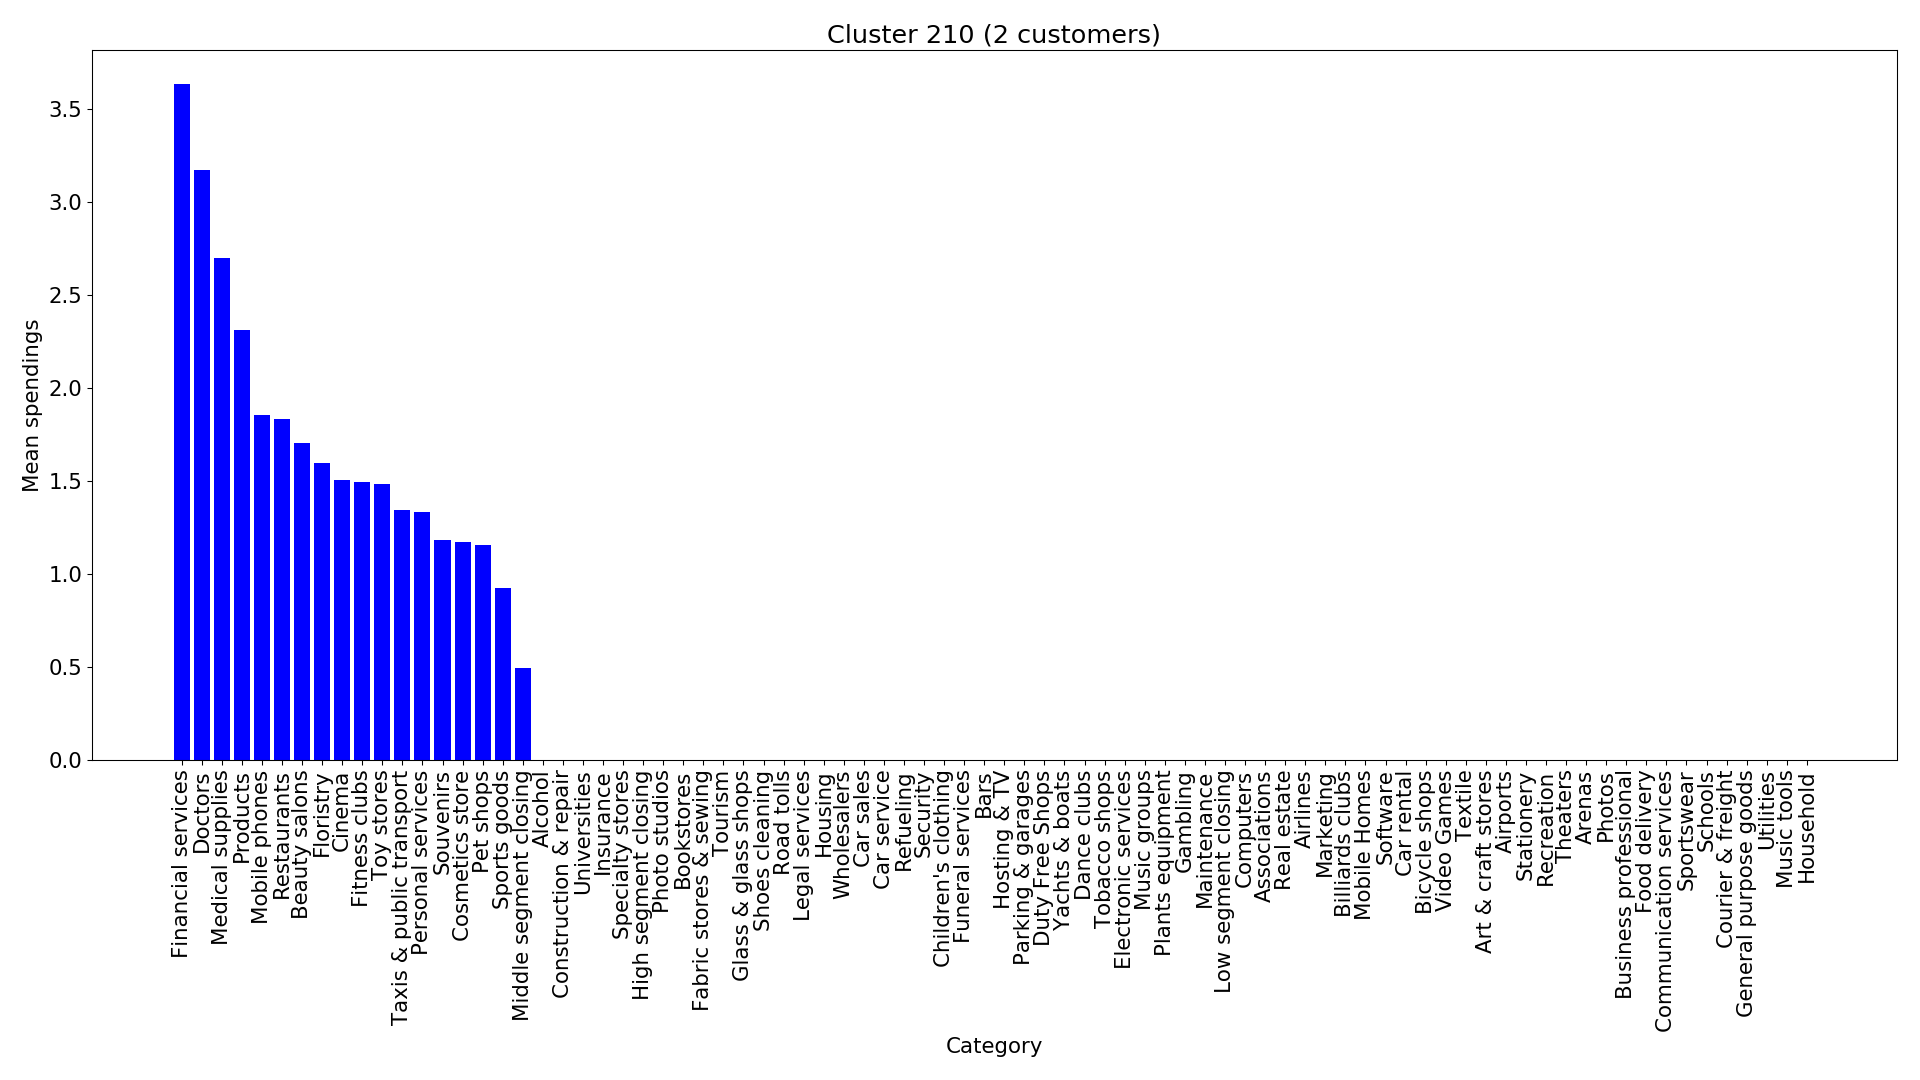 Cluster 210 (2 customers)
Mean spendings
3.5
3.0
2.5
2.0
1.5
1.0
0.5
0.0
Financial services
Doctors
Medical supplies
Products
Mobile phones
Restaurants
Beauty salons
Floristry
Cinema
Fitness clubs
Toy stores
Taxis & public transport
Personal services
Souvenirs
Cosmetics store
Pet shops
Sports goods
Middle segment closing
Alcohol
Construction & repair
Universities
Insurance
Specialty stores
High segment closing
Photo studios
Bookstores
Fabric stores & sewing
Tourism
Glass & glass shops
Shoes cleaning
Road tolls
Legal services
Housing
Wholesalers
Car sales
Car service
Refueling
Security
Children's clothing
Funeral services
Bars
Hosting & TV
Parking & garages
Duty Free Shops
Yachts & boats
Dance clubs
Tobacco shops
Electronic services
Music groups
Plants equipment
Gambling
Maintenance
Low segment closing
Computers
Associations
Real estate
Airlines
Marketing
Billiards clubs
Mobile Homes
Software
Car rental
Bicycle shops
Video Games
Textile
Art & craft stores
Airports
Stationery
Recreation
Theaters
Arenas
Photos
Business professional
Food delivery
Communication services
Sportswear
Schools
Courier & freight
General purpose goods
Utilities
Music tools
Household
Category